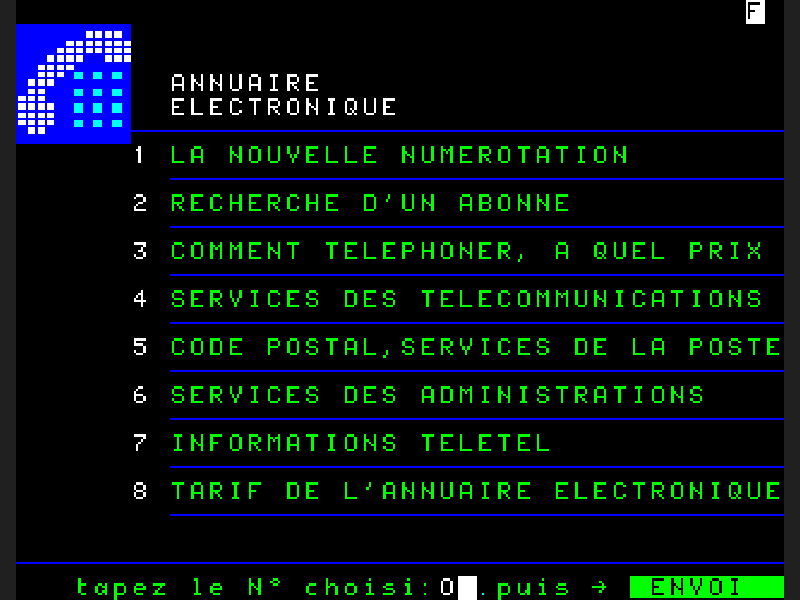 F
ANNUAIRE
ELECTRONIQUE
1 LA NOUVELLE NUMEROTATION
2 RECHERCHE D'UN ABONNE
3 COMMENT TELEPHONER, A QUEL PRIX
4 SERVICES DES TELECOMMUNICATIONS
5 CODE POSTAL,SERVICES DE LA POSTE
6 SERVICES DES ADMINISTRATIONS
7 INFORMATIONS TELETEL
8 TARIF DE L'ANNUAIRE ELECTRONIQUE
tapez le N° choisi:0 .puis → ENVOI